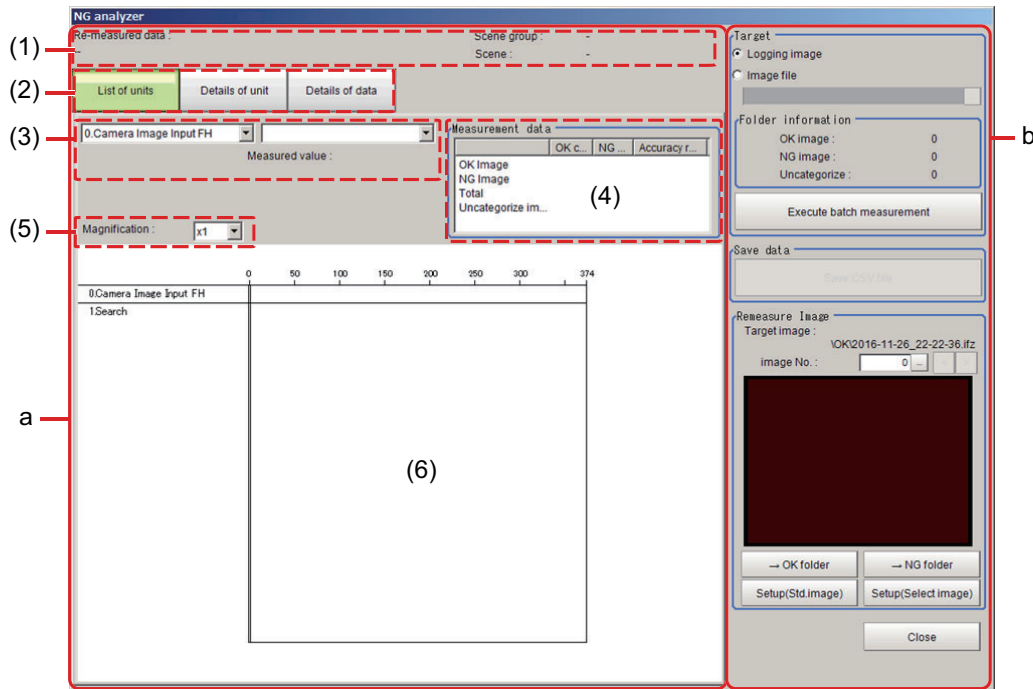 NG analyzer
Re-measured data :
--
Scene group : -
Scene : -
(1)
(2)
List of units
Details of unit
Details of data
(3)
0.Camera Image Input FH
Measured value :
Measurement data
OK c... NG ... Accuracy r...
OK Image
NG Image
Total
Uncategorize im...
(4)
(5)
Magnification :
x1
0 50 100 150 200 250 300 374
0.Camera Image Input FH
1.Search
(6)
a
Target
Logging image
Image file
...
Folder information
OK image : 0
NG image : 0
Uncategorize : 0
Execute batch measurement
Save data
Save CSV file
Remeasure Image
Target image :
\OK\2016-11-26_22-22-36.ifz
image No. : 0 ... < >
→ OK folder
→ NG folder
Setup(Std.image)
Setup(Select image)
Close
b